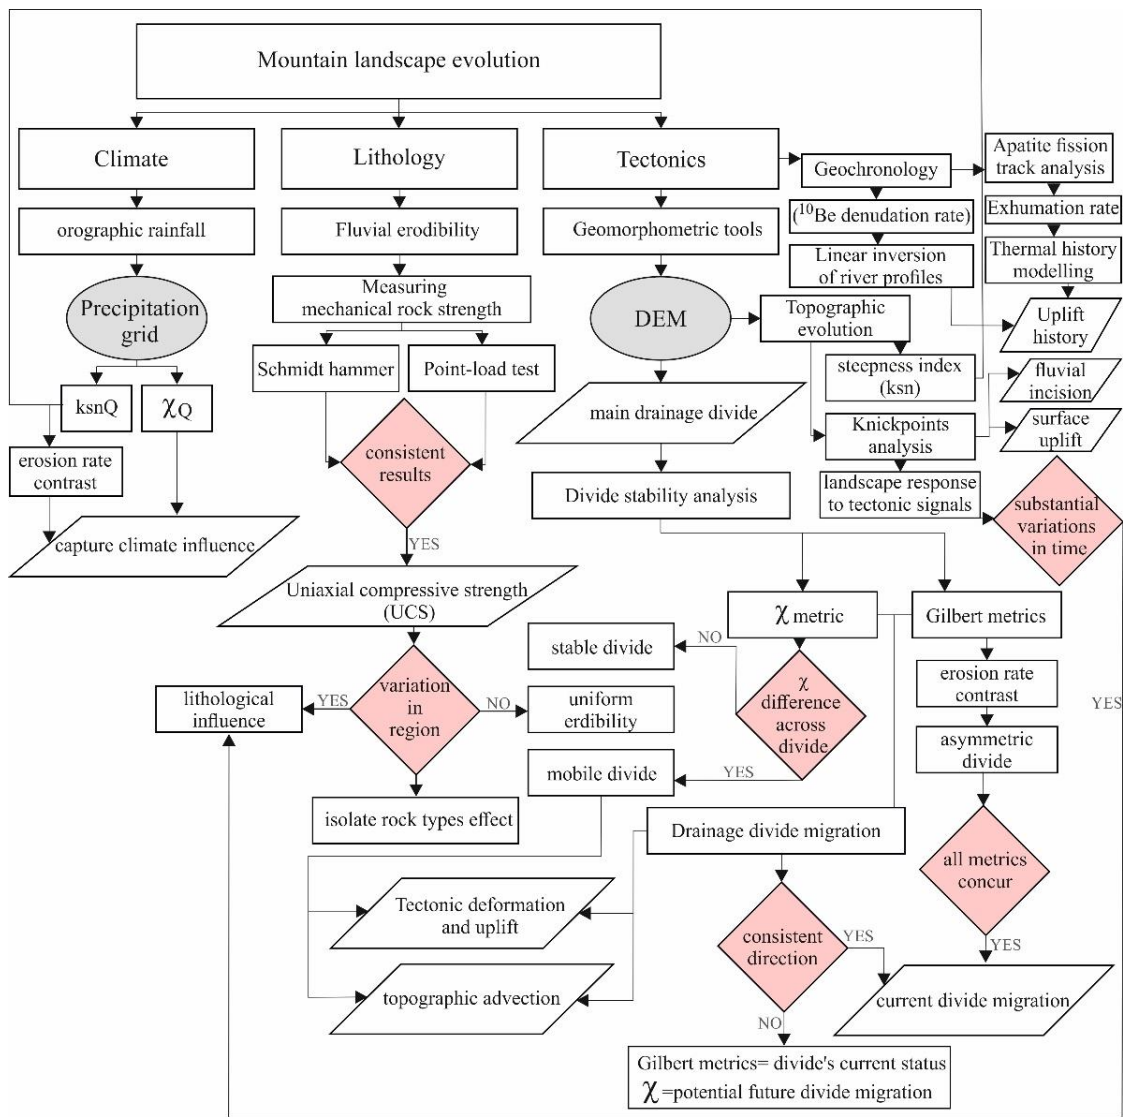 Mountain landscape evolution
Climate
Lithology
Tectonics
Geochronology
Apatite fission
track analysis
orographic rainfall
Fluvial erodibility
Geomorphometric tools
(¹⁰Be denudation rate)
Exhumation rate
Linear inversion
of river profiles
Thermal history
modelling
Precipitation
grid
Measuring
mechanical rock strength
DEM
Topographic
evolution
Uplift
history
Schmidt hammer
Point-load test
steepness index
(ksn)
fluvial
incision
ksnQ
χQ
main drainage divide
Knickpoints
analysis
surface
uplift
erosion rate
contrast
consistent
results
Divide stability analysis
landscape response
to tectonic signals
substantial
variations
in time
capture climate influence
YES
Uniaxial compressive strength
(UCS)
χ metric
Gilbert metrics
stable divide
NO
χ
difference
across
divide
erosion rate
contrast
lithological
influence
YES
variation
in
region
NO
uniform
erdibility
YES
asymmetric
divide
mobile divide
YES
isolate rock types effect
Drainage divide migration
all metrics
concur
Tectonic deformation
and uplift
consistent
direction
YES
YES
topographic advection
current divide migration
NO
Gilbert metrics= divide's current status
χ =potential future divide migration